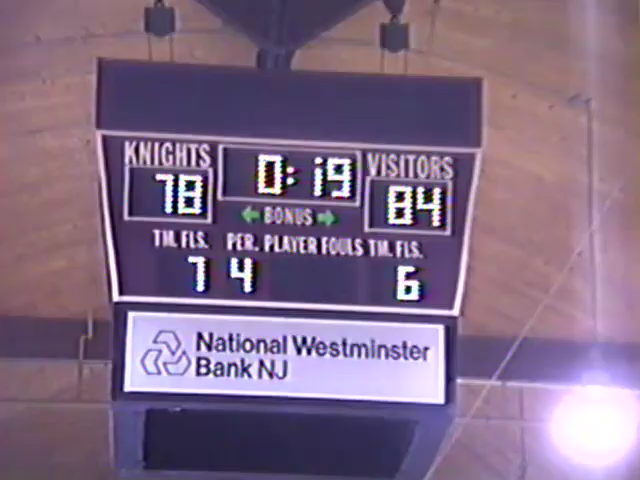 KNIGHTS 0:19 VISITORS
78 84
← BONUS →
TM. FLS. PER. PLAYER FOULS TM. FLS.
7 4 6
National Westminster
Bank NJ